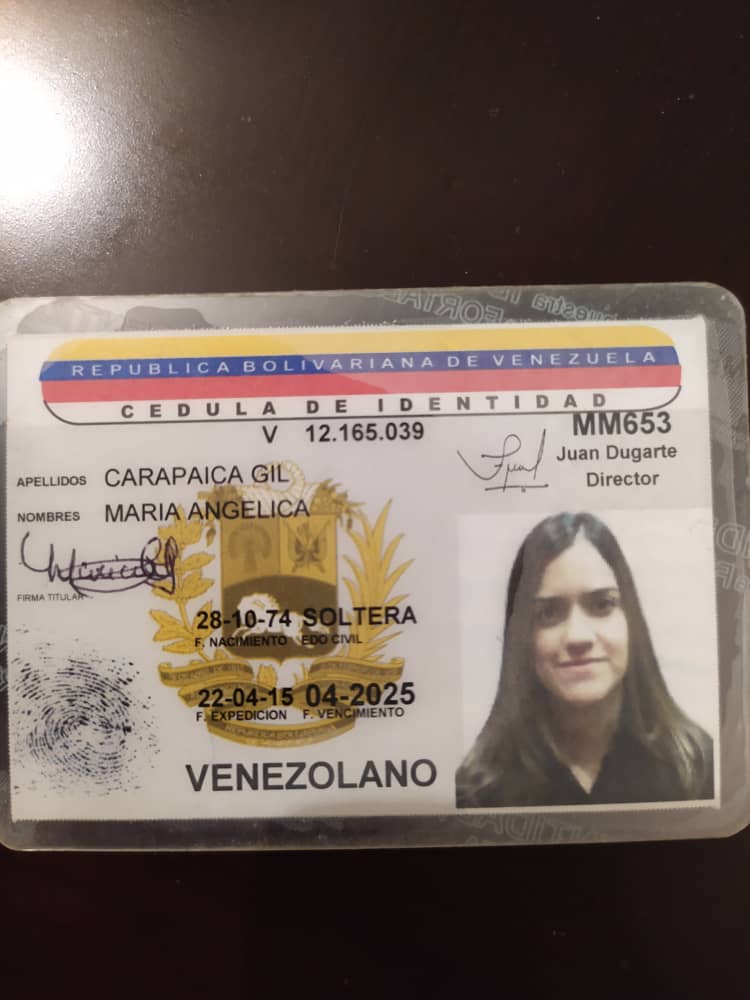 REPUBLICA BOLIVARIANA DE VENEZUELA
CEDULA DE IDENTIDAD
V 12.165.039
MM653
Juan Dugarte
Director
APELLIDOS CARAPAICA GIL
NOMBRES MARIA ANGELICA
FIRMA TITULAR
28-10-74 SOLTERA
F. NACIMIENTO EDO CIVIL
22-04-15 04-2025
F. EXPEDICION F. VENCIMIENTO
VENEZOLANO